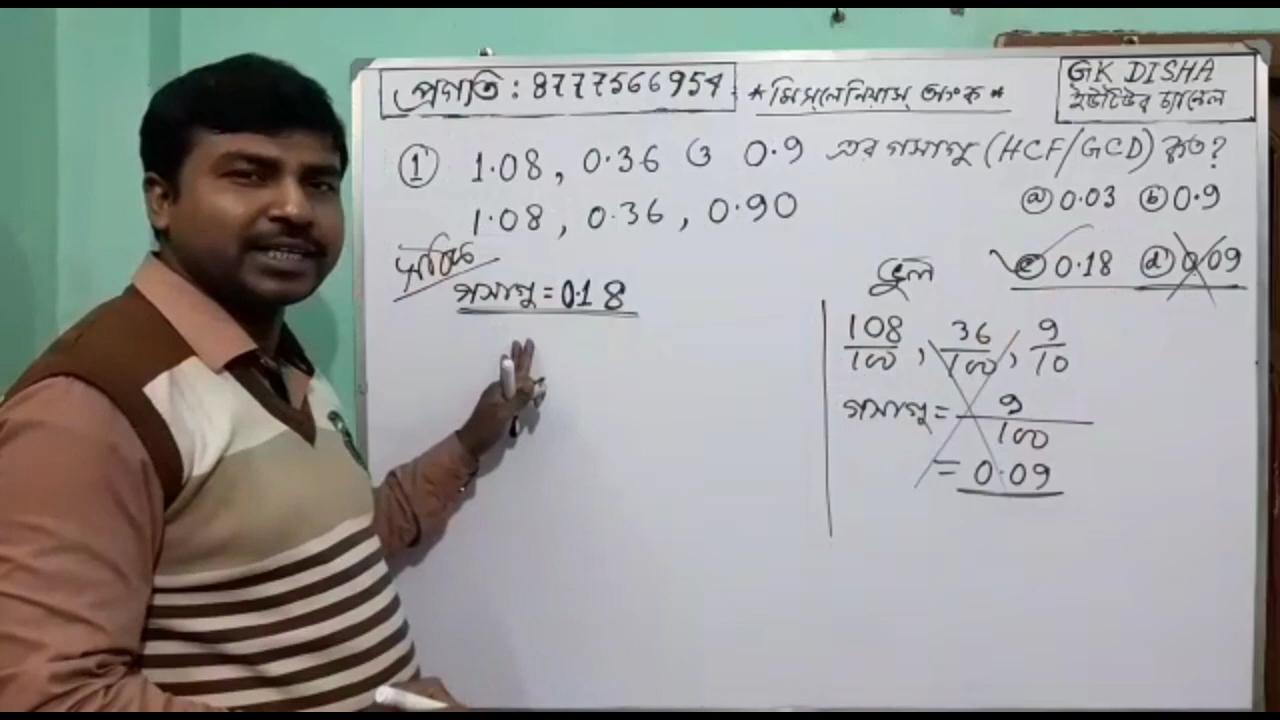 প্রগতি : 8777566954
* মিস্‌লেনিয়াস্ অংক *
GK DISHA
ইউটিউব চ্যানেল
① 1.08, 0.36 ও 0.9 এর গসাগু (HCF/GCD) কত?
ⓐ 0.03 ⓑ 0.9
1.08, 0.36, 0.90
ⓒ 0.18 ⓓ 0.09
সঠিক
গসাগু = 0.18
ভুল
108/100, 36/100, 9/10
গসাগু = 9/100
= 0.09